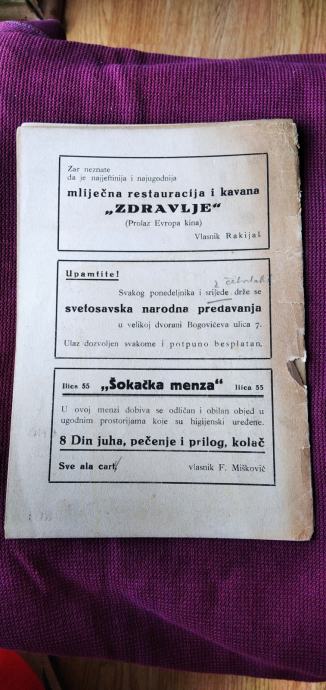 Zar neznate
da je najjeftinija i najugodnija
mliječna restauracija i kavana
„ZDRAVLJE“
(Prolaz Evropa kina)
Vlasnik Rakijaš
Upamtite!
Svakog ponedeljnika i srijede drže se
svetosavska narodna predavanja
u velikoj dvorani Bogovićeva ulica 7.
Ulaz dozvoljen svakome i potpuno besplatan.
Ilica 55 „Šokačka menza“ Ilica 55
U ovoj menzi dobiva se odličan i obilan objed u
ugodnim prostorijama koje su higijenski uređene.
8 Din juha, pečenje i prilog, kolač
Sve ala cart, vlasnik F. Mišković